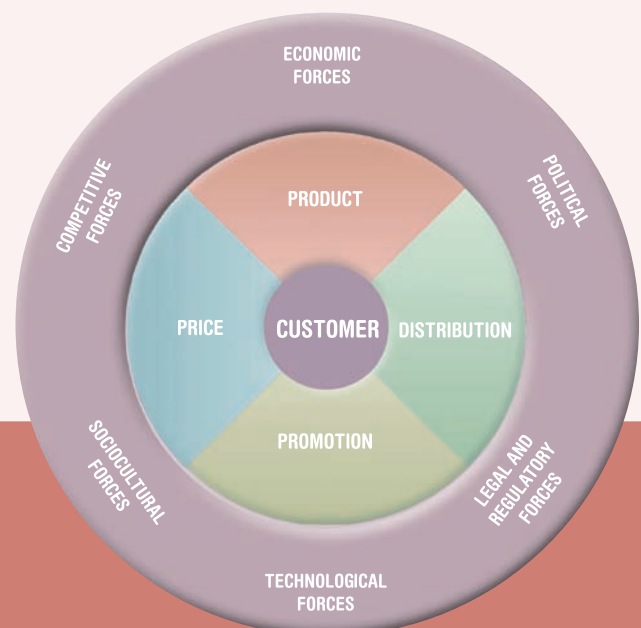 ECONOMIC
FORCES
COMPETITIVE
FORCES
POLITICAL
FORCES
PRODUCT
PRICE
CUSTOMER
DISTRIBUTION
PROMOTION
SOCIOCULTURAL
FORCES
LEGAL AND
REGULATORY
FORCES
TECHNOLOGICAL
FORCES